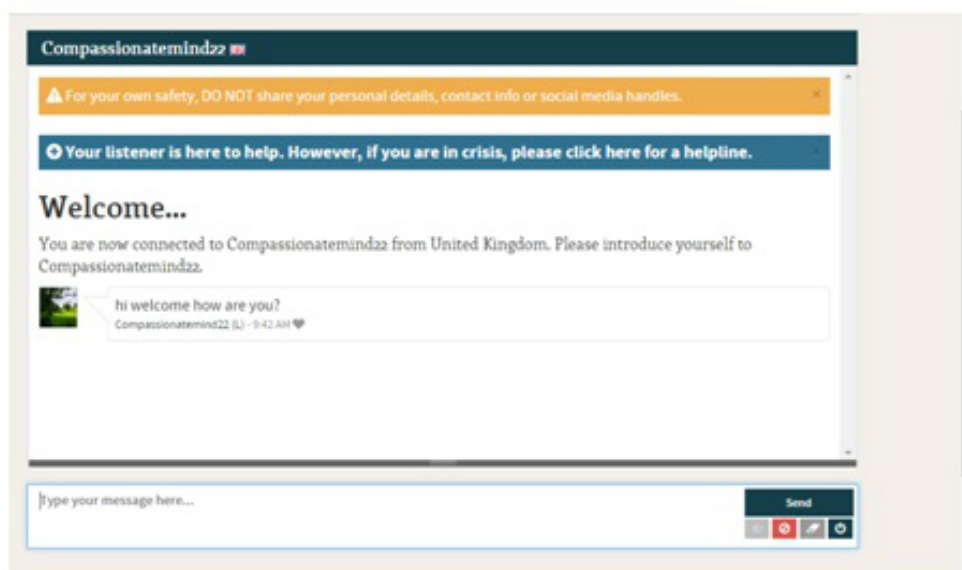 Compassionatemind22
For your own safety, DO NOT share your personal details, contact info or social media handles.
Your listener is here to help. However, if you are in crisis, please click here for a helpline.
Welcome...
You are now connected to Compassionatemind22 from United Kingdom. Please introduce yourself to
Compassionatemind22.
hi welcome how are you?
Compassionatemind22 (L) - 9:42 AM
Type your message here...
Send